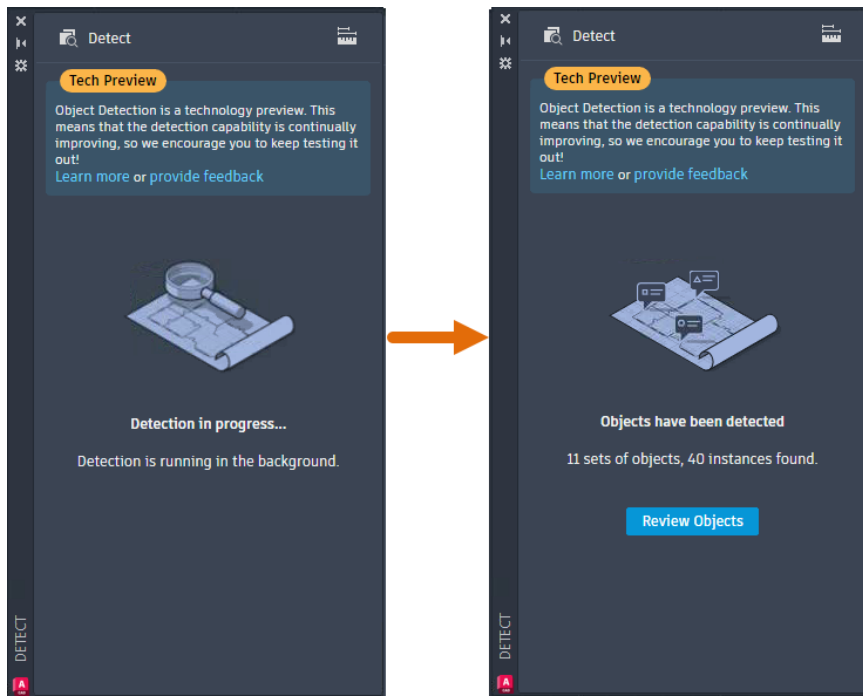 Detect
Tech Preview
Object Detection is a technology preview. This
means that the detection capability is continually
improving, so we encourage you to keep testing it
out!
Learn more or provide feedback
Detection in progress...
Detection is running in the background.
DETECT
A
CAD
Detect
Tech Preview
Object Detection is a technology preview. This
means that the detection capability is continually
improving, so we encourage you to keep testing it
out!
Learn more or provide feedback
Objects have been detected
11 sets of objects, 40 instances found.
Review Objects
DETECT
A
CAD